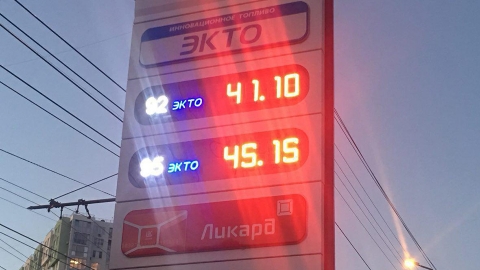 ИННОВАЦИОННОЕ ТОПЛИВО
ЭКТО
92 ЭКТО 41.10
95 ЭКТО 45.15
Ликард